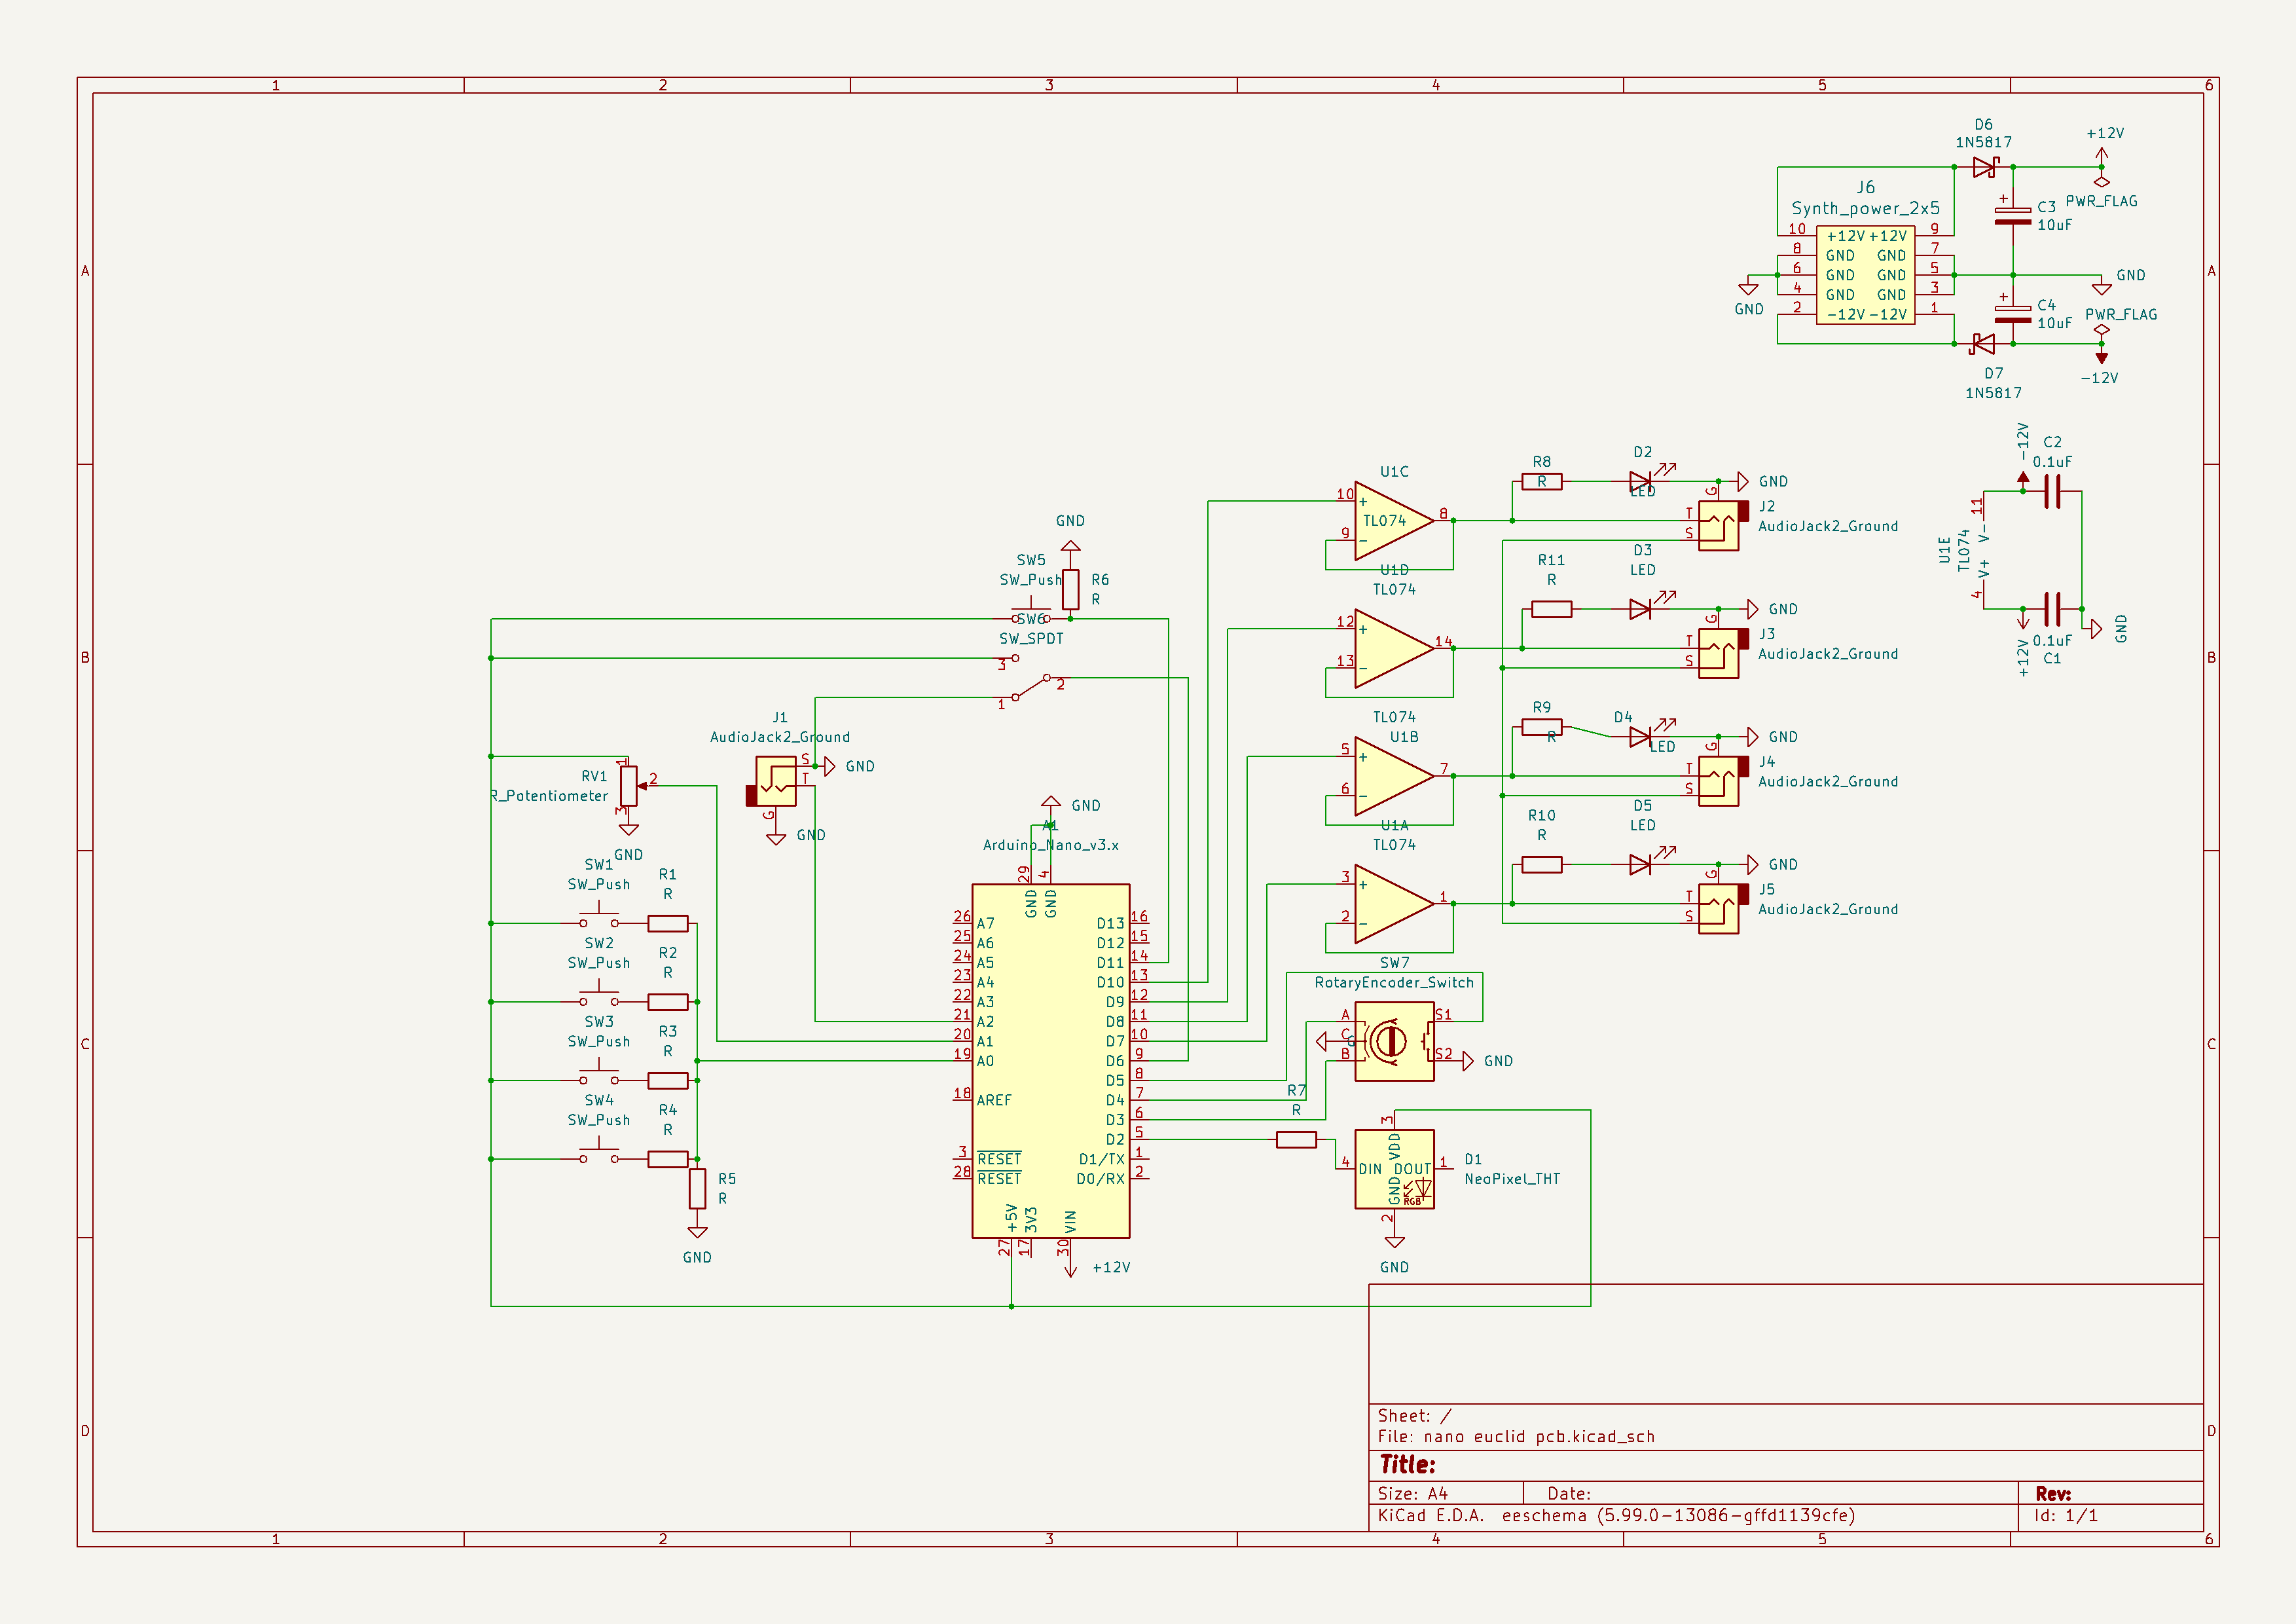 1 2 3 4 5 6
A
B
C
D
D6
1N5817
+12V
PWR_FLAG
J6
Synth_power_2x5
10 +12V +12V 9
8 GND GND 7
6 GND GND 5
4 GND GND 3
2 -12V -12V 1
+
C3
10uF
GND
GND
+
C4
10uF
PWR_FLAG
-12V
D7
1N5817
-12V
C2
0.1uF
11
V-
U1E
TL074
V+
4
+12V
0.1uF
C1
GND
U1C
10 +
TL074
8
9 -
R8
R
D2
LED
GND
G
T
S
J2
AudioJack2_Ground
U1D
TL074
12 +
14
13 -
R11
R
D3
LED
GND
G
T
S
J3
AudioJack2_Ground
TL074
U1B
5 +
7
6 -
R9
R
D4
LED
GND
G
T
S
J4
AudioJack2_Ground
U1A
TL074
3 +
1
2 -
R10
R
D5
LED
GND
G
T
S
J5
AudioJack2_Ground
GND
SW5
SW_Push
R6
R
SW6
SW_SPDT
3
2
1
J1
AudioJack2_Ground
S
T
G
GND
GND
RV1
R_Potentiometer
1
2
3
GND
SW1
SW_Push
R1
R
SW2
SW_Push
R2
R
SW3
SW_Push
R3
R
SW4
SW_Push
R4
R
R5
R
GND
GND
A1
Arduino_Nano_v3.x
29 4
GND GND
26 A7 D13 16
25 A6 D12 15
24 A5 D11 14
23 A4 D10 13
22 A3 D9 12
21 A2 D8 11
20 A1 D7 10
19 A0 D6 9
D5 8
18 AREF D4 7
D3 6
D2 5
3 RESET D1/TX 1
28 RESET D0/RX 2
+5V 3V3 VIN
27 17 30
+12V
SW7
RotaryEncoder_Switch
A S1
C
G
B S2
GND
R7
R
3
VDD
4 DIN DOUT 1
GND
RGB
2
D1
NeoPixel_THT
GND
Sheet: /
File: nano euclid pcb.kicad_sch
Title:
Size: A4 Date: Rev:
KiCad E.D.A. eeschema (5.99.0-13086-gffd1139cfe) Id: 1/1
A
B
C
D
1 2 3 4 5 6